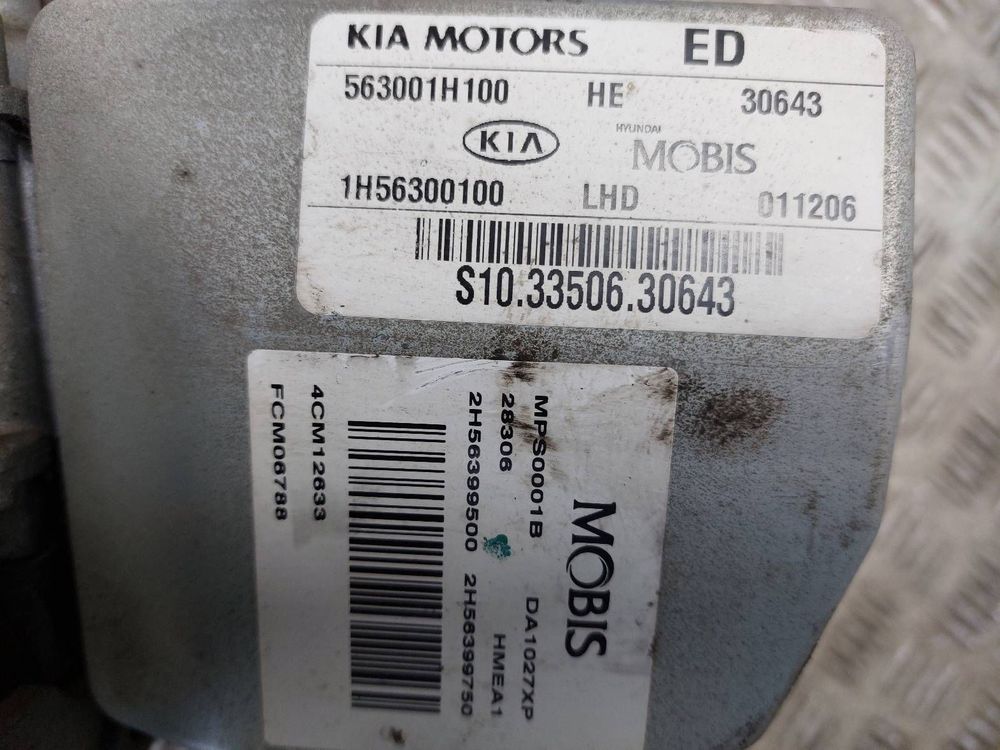 KIA MOTORS ED
563001H100 HE 30643
KIA HYUNDAI MOBIS
1H56300100 LHD 011206
S10.33506.30643
MOBIS
MPS0001B DA1027XP
28306 HMEA1
2H56399500 2H56399750
4CM12633
FCM06788